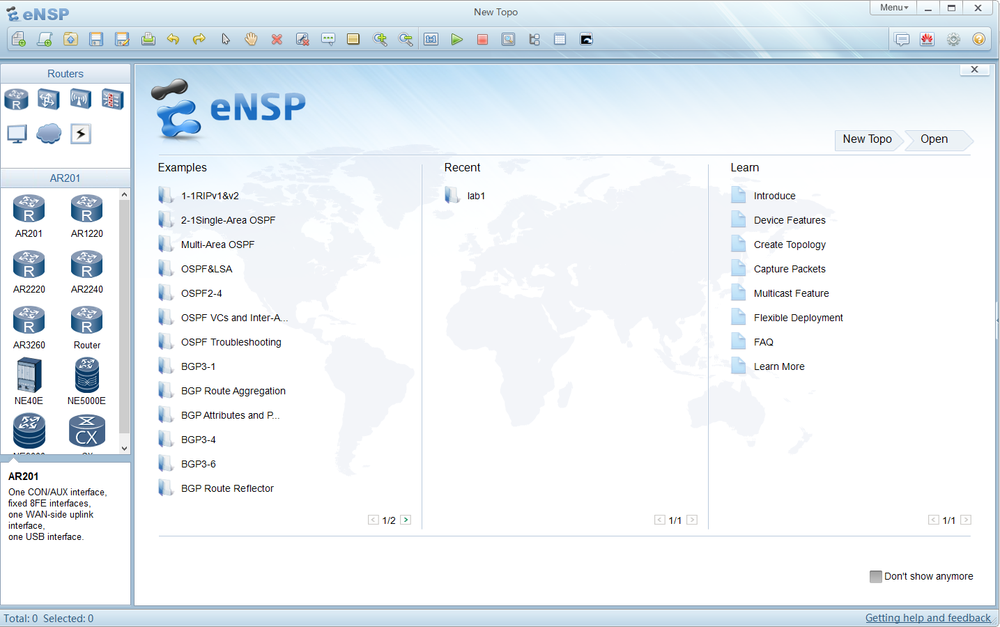 eNSP
New Topo
Menu
1:1
Routers
R
AR201
R
AR201
R
AR1220
R
AR2220
R
AR2240
R
AR3260
R
Router
NE40E
NE5000E
CX
AR201
One CON/AUX interface,
fixed 8FE interfaces,
one WAN-side uplink
interface,
one USB interface.
eNSP
New Topo
Open
Examples
1-1RIPv1&v2
2-1Single-Area OSPF
Multi-Area OSPF
OSPF&LSA
OSPF2-4
OSPF VCs and Inter-A...
OSPF Troubleshooting
BGP3-1
BGP Route Aggregation
BGP Attributes and P...
BGP3-4
BGP3-6
BGP Route Reflector
1/2
Recent
lab1
1/1
Learn
Introduce
Device Features
Create Topology
Capture Packets
Multicast Feature
Flexible Deployment
FAQ
Learn More
1/1
Don't show anymore
Total: 0 Selected: 0
Getting help and feedback